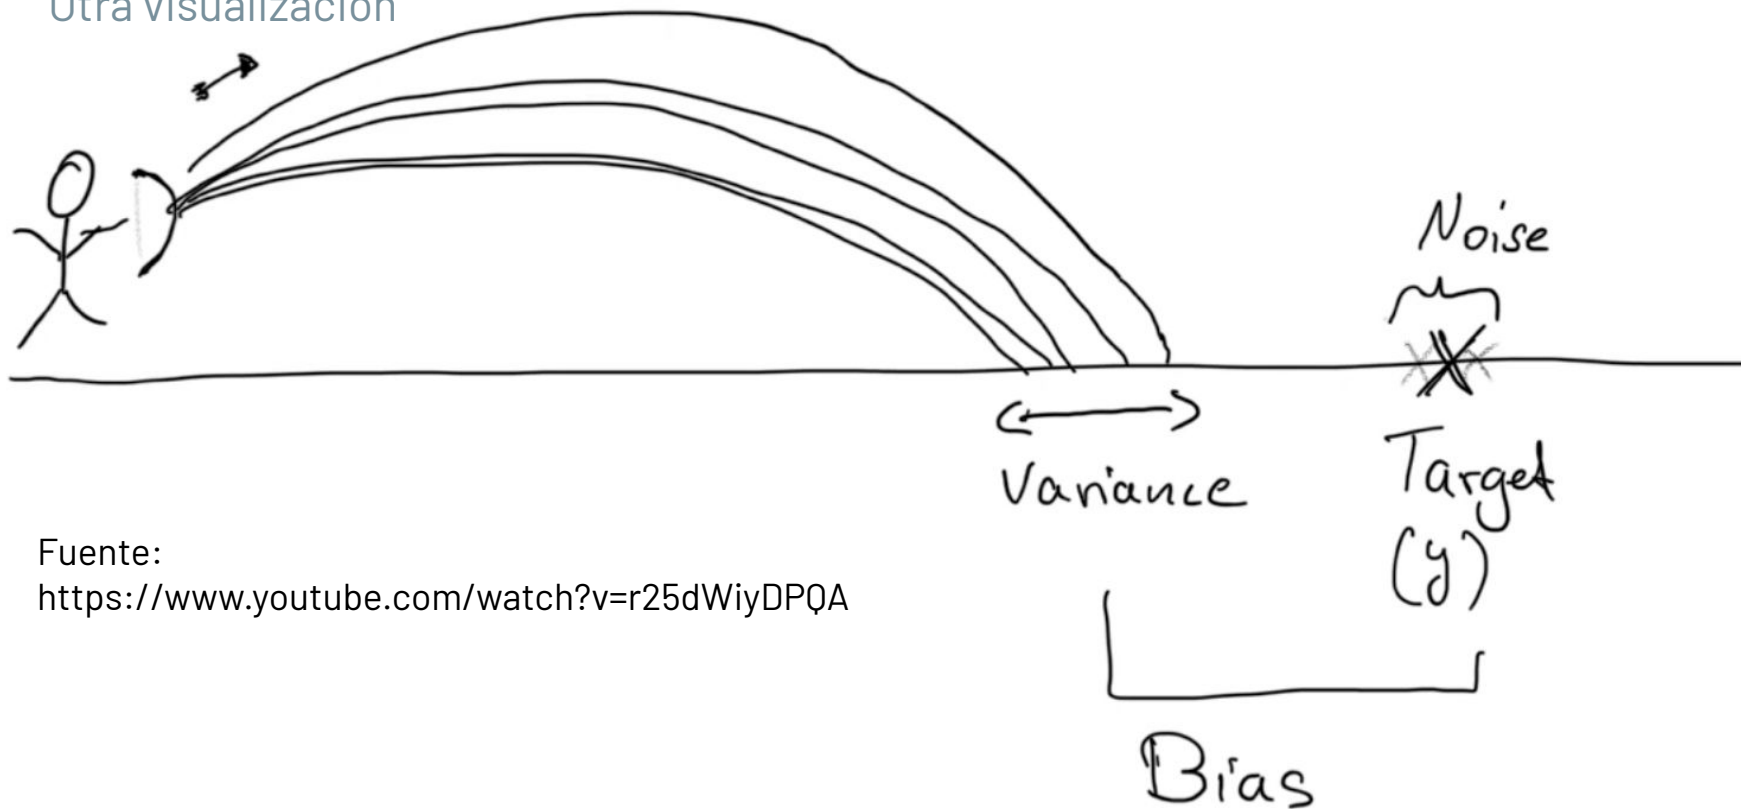 Otra visualización
Noise
Variance
Target
(y)
Fuente:
https://www.youtube.com/watch?v=r25dWiyDPQA
Bias